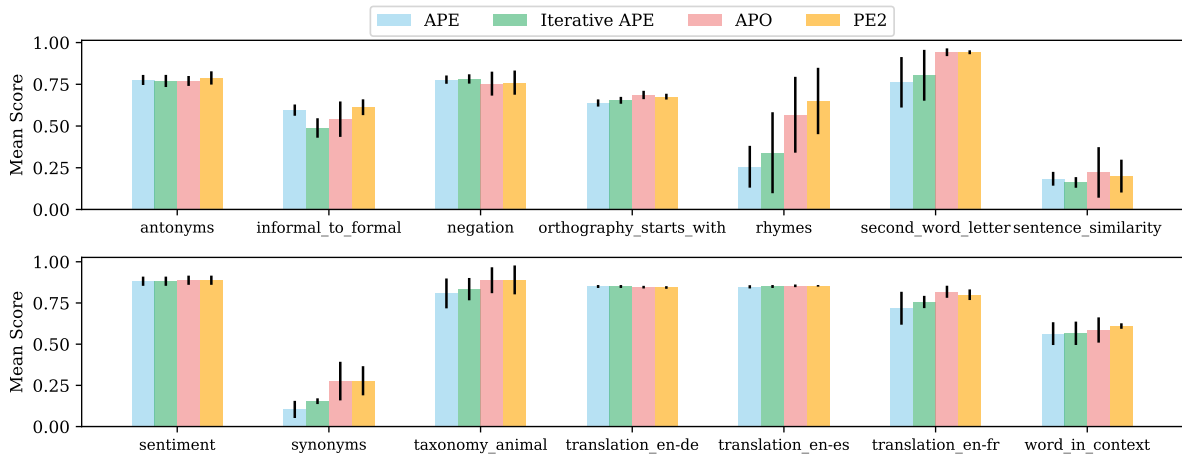 APE Iterative APE APO PE2
Mean Score
1.00
0.75
0.50
0.25
0.00
antonyms informal_to_formal negation orthography_starts_with rhymes second_word_letter sentence_similarity
Mean Score
1.00
0.75
0.50
0.25
0.00
sentiment synonyms taxonomy_animal translation_en-de translation_en-es translation_en-fr word_in_context